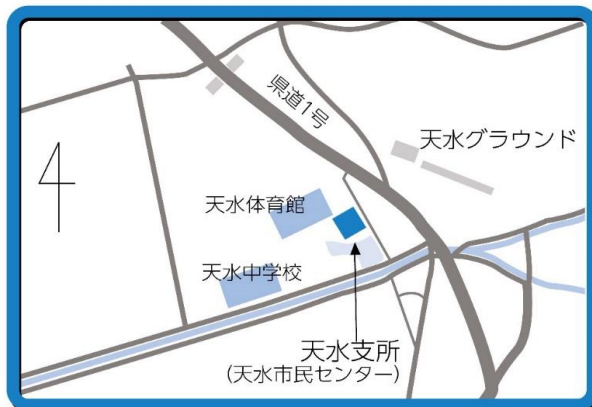 県道1号
天水グラウンド
天水体育館
天水中学校
天水支所
(天水市民センター)